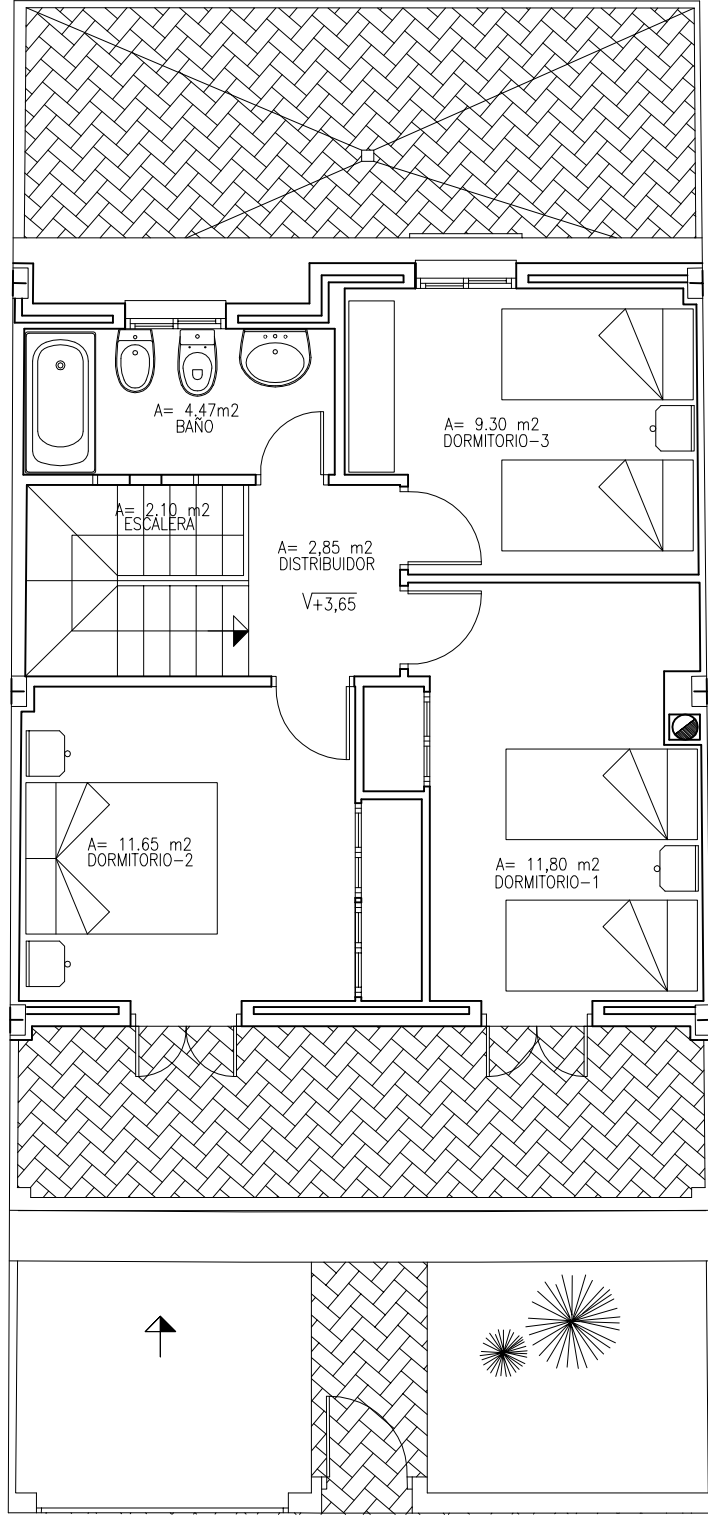 A= 4.47m2
BAÑO
A= 9.30 m2
DORMITORIO-3
A= 2.10 m2
ESCALERA
A= 2,85 m2
DISTRIBUIDOR
+3,65
A= 11.65 m2
DORMITORIO-2
A= 11,80 m2
DORMITORIO-1